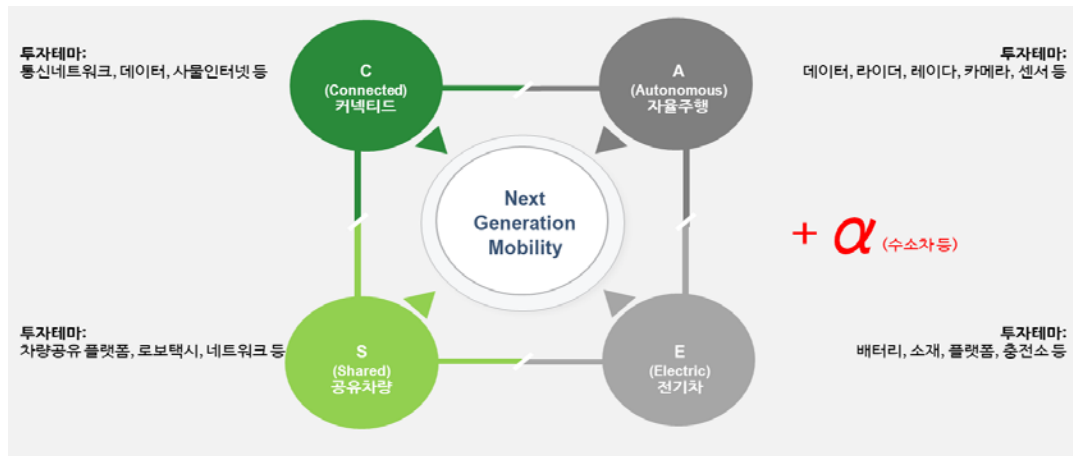 투자테마:
통신네트워크, 데이터, 사물인터넷 등
C
(Connected)
커넥티드
A
(Autonomous)
자율주행
투자테마:
데이터, 라이더, 레이다, 카메라, 센서 등
Next
Generation
Mobility
+ α (수소차 등)
투자테마:
차량공유 플랫폼, 로보택시, 네트워크 등
S
(Shared)
공유차량
E
(Electric)
전기차
투자테마:
배터리, 소재, 플랫폼, 충전소 등